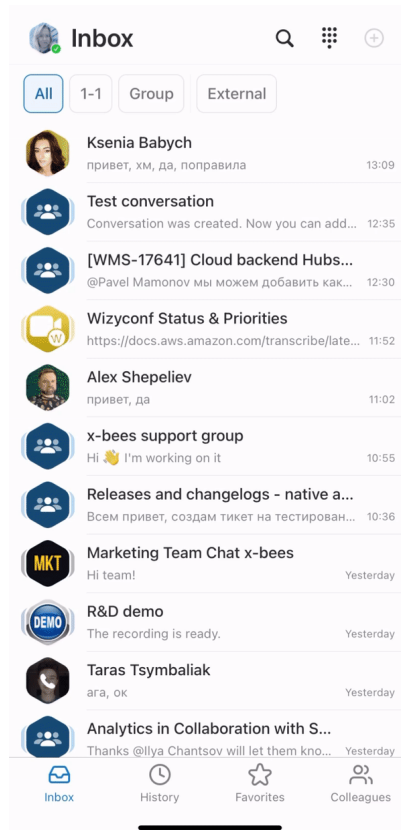 Inbox
All
1-1
Group
External
Ksenia Babych
привет, хм, да, поправила
13:09
Test conversation
Conversation was created. Now you can add...
12:35
[WMS-17641] Cloud backend Hubs...
@Pavel Mamonov мы можем добавить как...
12:30
W
Wizyconf Status & Priorities
https://docs.aws.amazon.com/transcribe/late...
11:52
Alex Shepeliev
привет, да
11:02
x-bees support group
Hi 👋 I'm working on it
10:55
Releases and changelogs - native a...
Всем привет, создам тикет на тестирован...
10:36
MKT
Marketing Team Chat x-bees
Hi team!
Yesterday
DEMO
R&D demo
The recording is ready.
Yesterday
Taras Tsymbaliak
ага, ок
Yesterday
Analytics in Collaboration with S...
Thanks @Ilya Chantsov will let them kno...
Yesterday
Inbox
History
Favorites
Colleagues